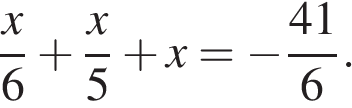 x/6 + x/5 + x = −41/6.